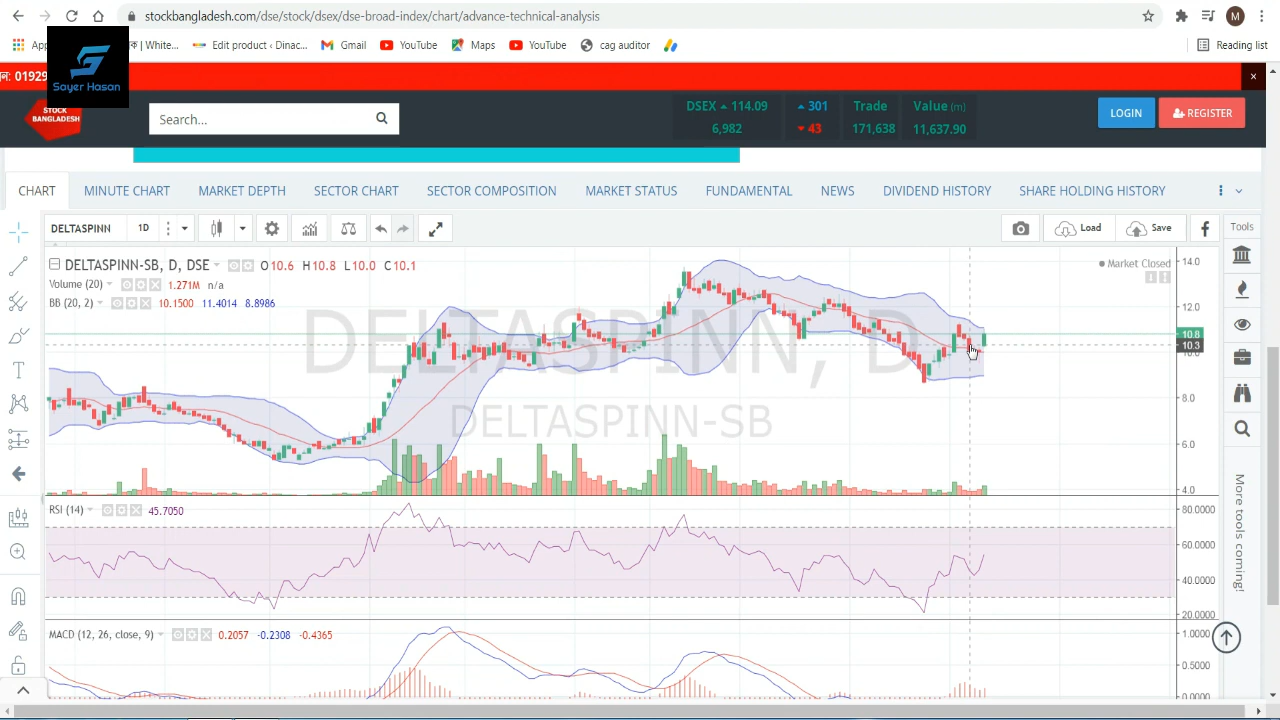 stockbangladesh.com/dse/stock/dsex/dse-broad-index/chart/advance-technical-analysis
M
White...
Edit product ‹ Dinac...
Gmail
YouTube
Maps
YouTube
cag auditor
Reading list
Sayer Hasan
01929
×
STOCK
BANGLADESH
Search...
DSEX 114.09
6,982
301
43
Trade
171,638
Value (m)
11,637.90
LOGIN
REGISTER
CHART
MINUTE CHART
MARKET DEPTH
SECTOR CHART
SECTOR COMPOSITION
MARKET STATUS
FUNDAMENTAL
NEWS
DIVIDEND HISTORY
SHARE HOLDING HISTORY
DELTASPINN
1D
Load
Save
Tools
DELTASPINN-SB, D, DSE
O10.6 H10.8 L10.0 C10.1
Market Closed
Volume (20)
1.271M n/a
BB (20, 2)
10.1500 11.4014 8.8986
DELTASPINN, D
DELTASPINN-SB
14.0
12.0
10.8
10.3
10.0
8.0
6.0
4.0
RSI (14)
45.7050
80.0000
60.0000
40.0000
20.0000
MACD (12, 26, close, 9)
0.2057 -0.2308 -0.4365
1.0000
0.5000
0.0000
More tools coming!